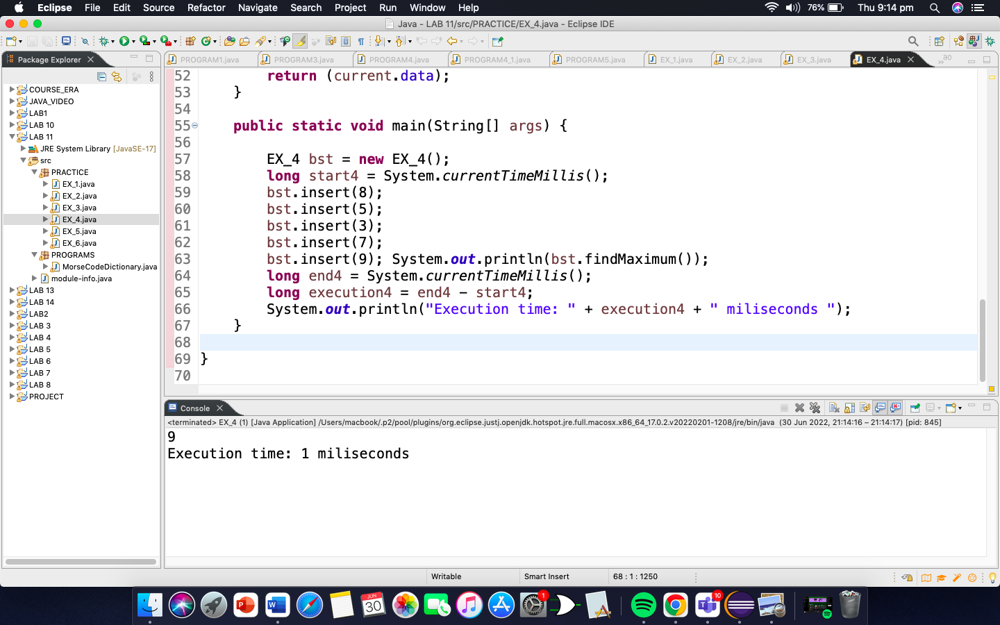 Eclipse File Edit Source Refactor Navigate Search Project Run Window Help 76% Thu 9:14 pm
Java - LAB 11/src/PRACTICE/EX_4.java - Eclipse IDE
Package Explorer
PROGRAM1.java PROGRAM3.java PROGRAM4.java PROGRAM4_1.java PROGRAM5.java EX_1.java EX_2.java EX_3.java EX_4.java
COURSE_ERA
JAVA_VIDEO
LAB1
LAB 10
LAB 11
JRE System Library [JavaSE-17]
src
PRACTICE
EX_1.java
EX_2.java
EX_3.java
EX_4.java
EX_5.java
EX_6.java
PROGRAMS
MorseCodeDictionary.java
module-info.java
LAB 13
LAB 14
LAB2
LAB 3
LAB 4
LAB 5
LAB 6
LAB 7
LAB 8
PROJECT
52 return (current.data);
53 }
54
55 public static void main(String[] args) {
56
57 EX_4 bst = new EX_4();
58 long start4 = System.currentTimeMillis();
59 bst.insert(8);
60 bst.insert(5);
61 bst.insert(3);
62 bst.insert(7);
63 bst.insert(9); System.out.println(bst.findMaximum());
64 long end4 = System.currentTimeMillis();
65 long execution4 = end4 - start4;
66 System.out.println("Execution time: " + execution4 + " miliseconds ");
67 }
68
69 }
70
Console
<terminated> EX_4 (1) [Java Application] /Users/macbook/.p2/pool/plugins/org.eclipse.justj.openjdk.hotspot.jre.full.macosx.x86_64_17.0.2.v20220201-1208/jre/bin/java (30 Jun 2022, 21:14:16 – 21:14:17) [pid: 845]
9
Execution time: 1 miliseconds
Writable Smart Insert 68 : 1 : 1250
JUN
30
1
10